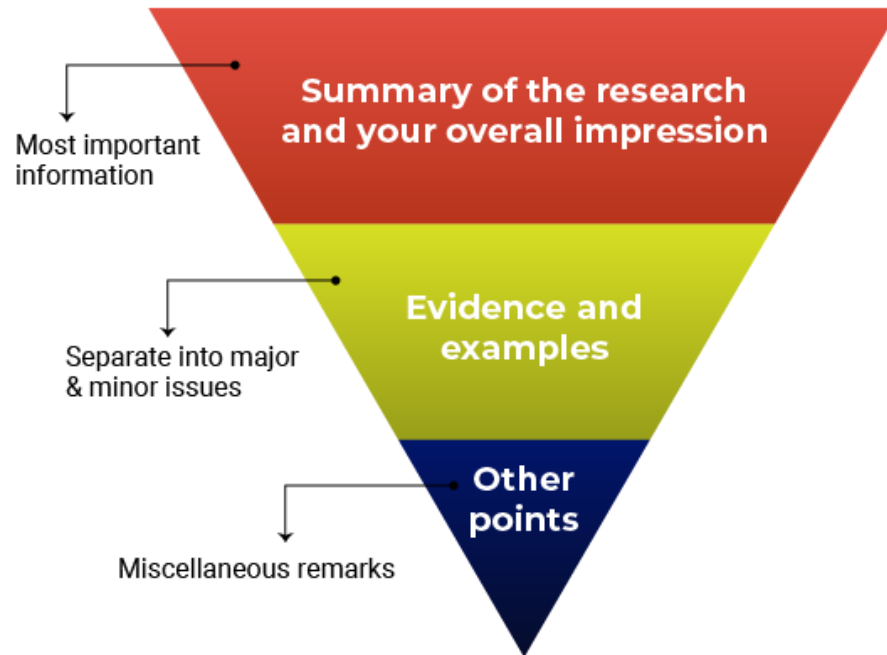 Summary of the research
and your overall impression
Most important
information
Evidence and
examples
Separate into major
& minor issues
Other
points
Miscellaneous remarks